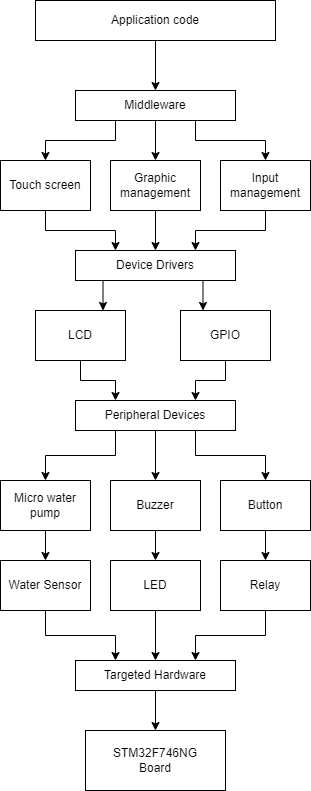 Application code
Middleware
Touch screen
Graphic
management
Input
management
Device Drivers
LCD
GPIO
Peripheral Devices
Micro water
pump
Buzzer
Button
Water Sensor
LED
Relay
Targeted Hardware
STM32F746NG
Board